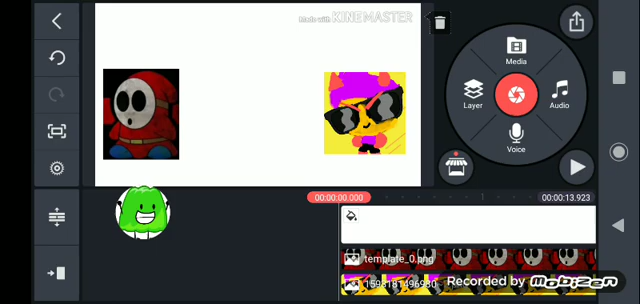 Made with KINEMASTER
Media
Layer
Audio
Voice
00:00:00.000
00:00:13.923
template_0.png
1598181496980
Recorded by mobizen